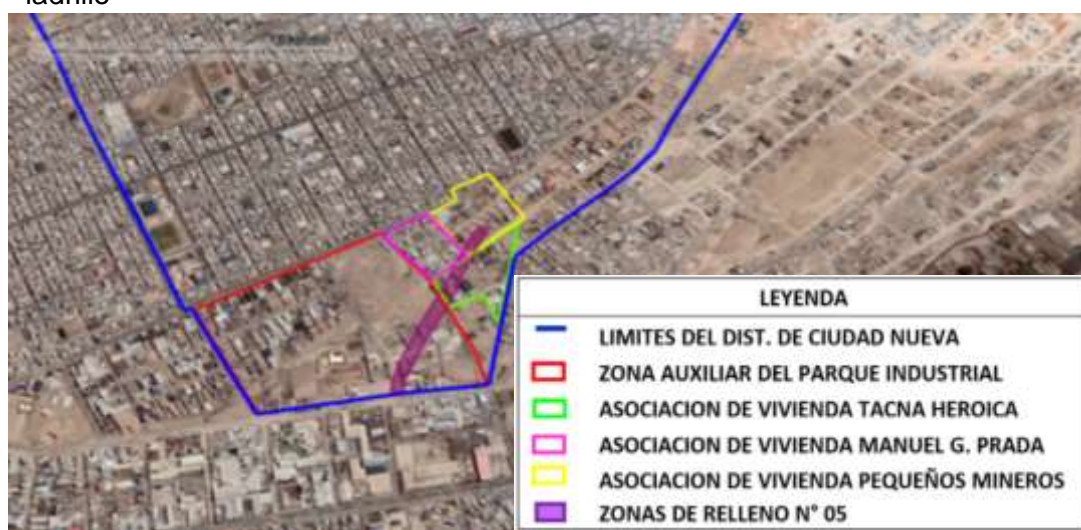 ladrillo
LEYENDA
LIMITES DEL DIST. DE CIUDAD NUEVA
ZONA AUXILIAR DEL PARQUE INDUSTRIAL
ASOCIACION DE VIVIENDA TACNA HEROICA
ASOCIACION DE VIVIENDA MANUEL G. PRADA
ASOCIACION DE VIVIENDA PEQUEÑOS MINEROS
ZONAS DE RELLENO N° 05